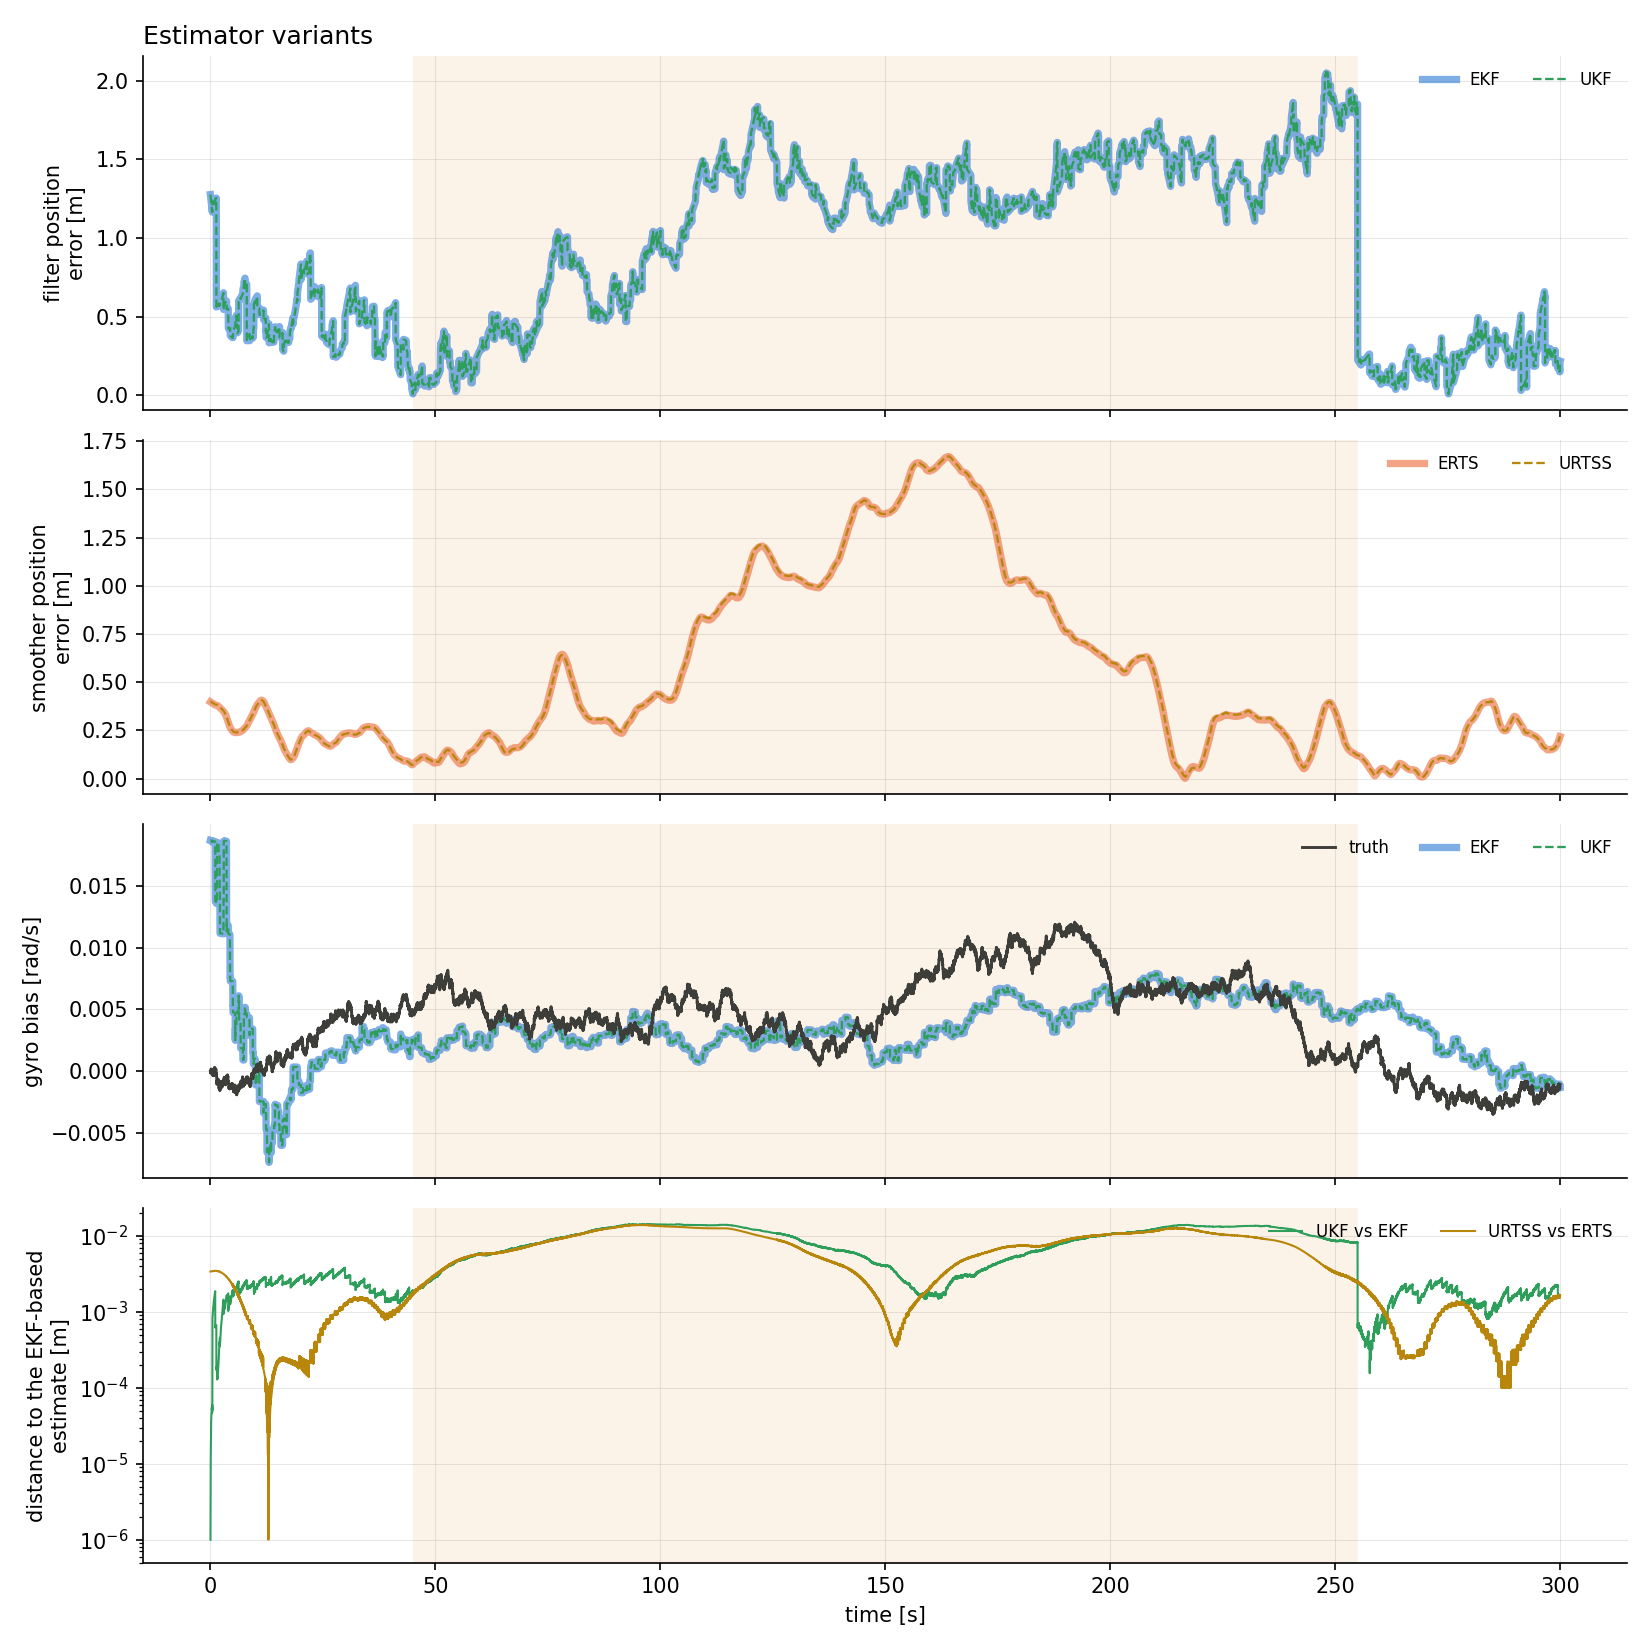 Estimator variants
filter position
error [m]
2.0
1.5
1.0
0.5
0.0
EKF
UKF
smoother position
error [m]
1.75
1.50
1.25
1.00
0.75
0.50
0.25
0.00
ERTS
URTSS
gyro bias [rad/s]
0.015
0.010
0.005
0.000
−0.005
truth
EKF
UKF
distance to the EKF-based
estimate [m]
10⁻²
10⁻³
10⁻⁴
10⁻⁵
10⁻⁶
UKF vs EKF
URTSS vs ERTS
0
50
100
150
200
250
300
time [s]